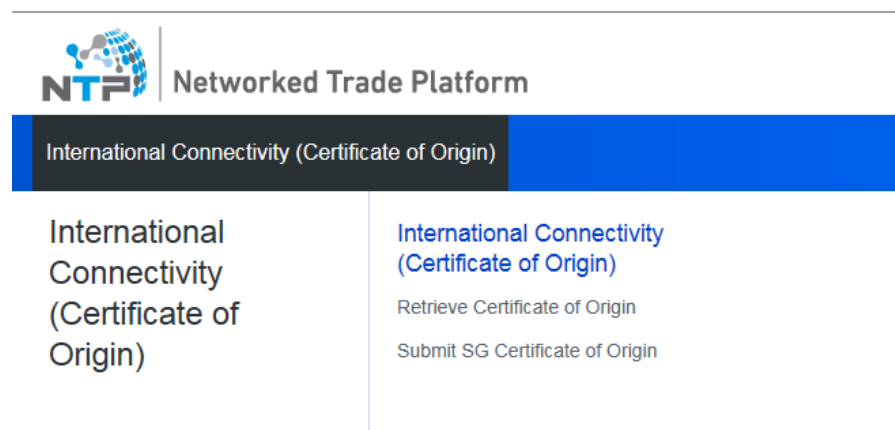 NTP
Networked Trade Platform
International Connectivity (Certificate of Origin)
International
Connectivity
(Certificate of
Origin)
International Connectivity
(Certificate of Origin)
Retrieve Certificate of Origin
Submit SG Certificate of Origin